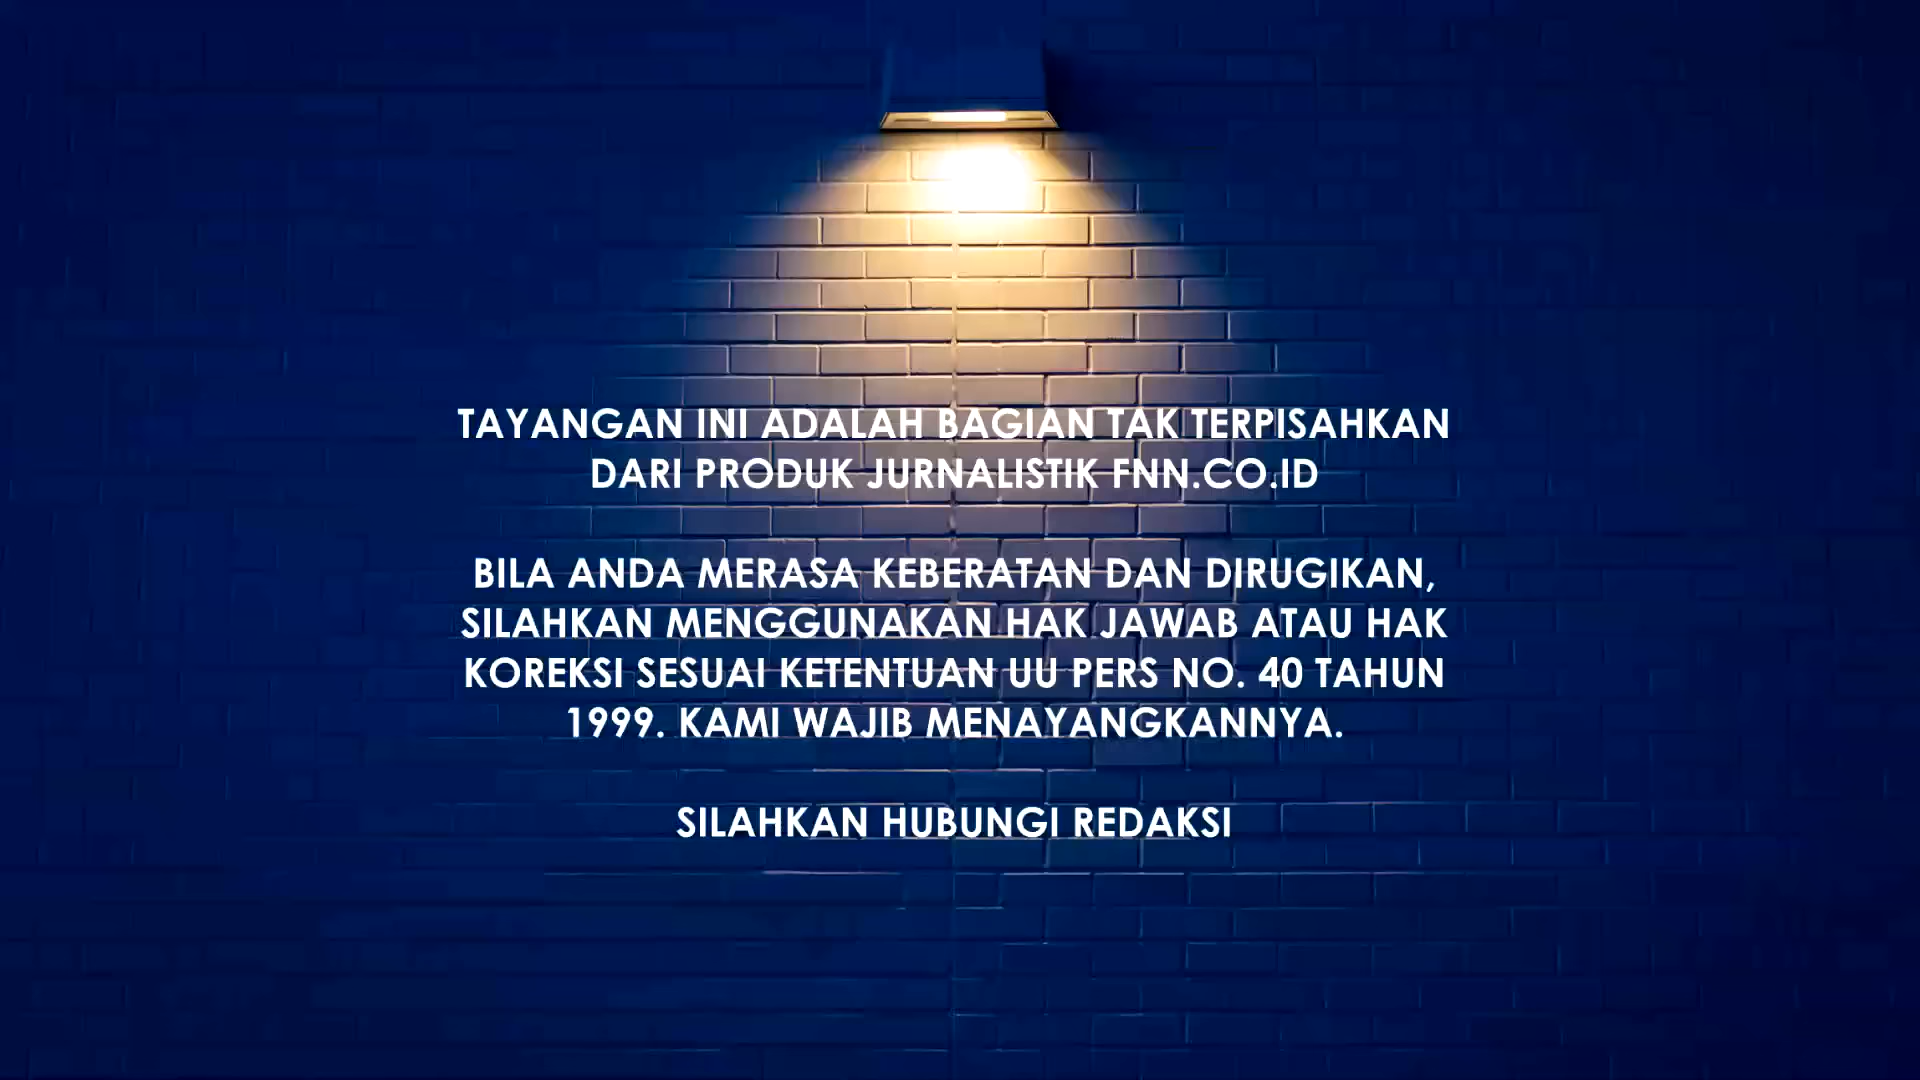 TAYANGAN INI ADALAH BAGIAN TAK TERPISAHKAN
DARI PRODUK JURNALISTIK FNN.CO.ID
BILA ANDA MERASA KEBERATAN DAN DIRUGIKAN,
SILAHKAN MENGGUNAKAN HAK JAWAB ATAU HAK
KOREKSI SESUAI KETENTUAN UU PERS NO. 40 TAHUN
1999. KAMI WAJIB MENAYANGKANNYA.
SILAHKAN HUBUNGI REDAKSI